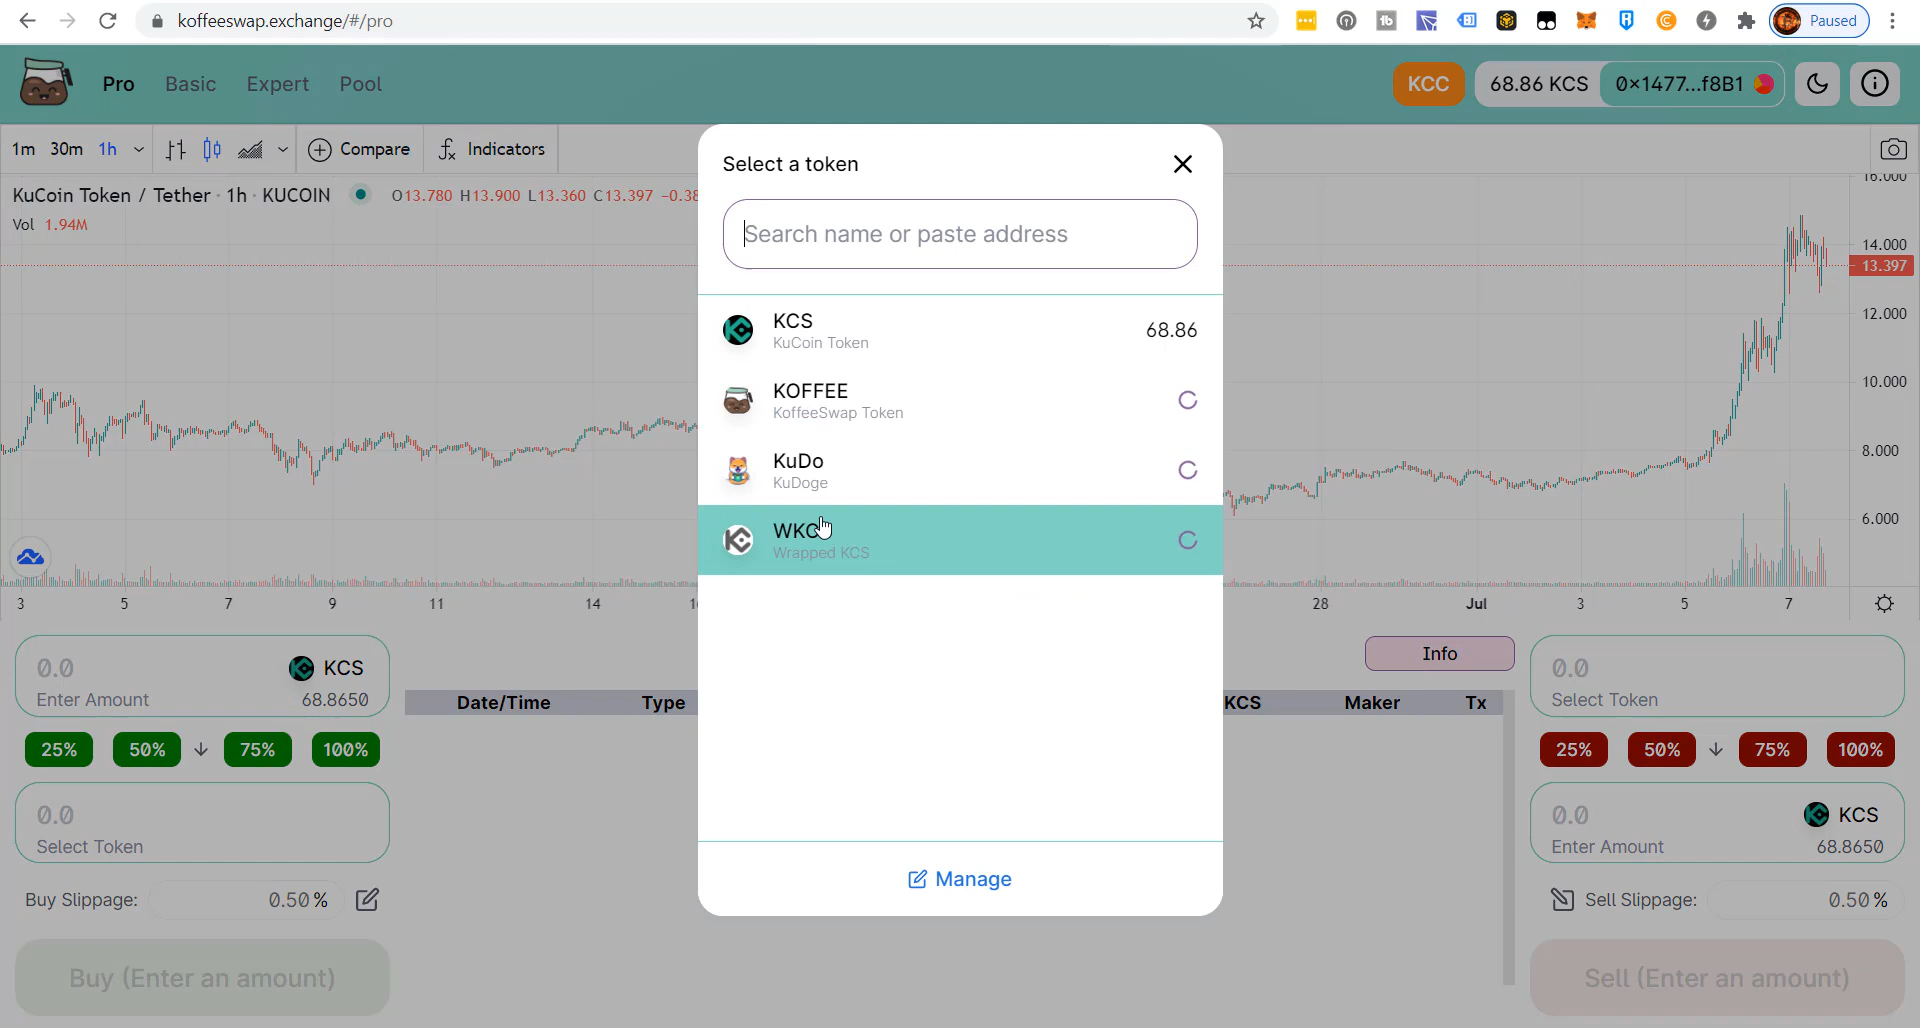 koffeeswap.exchange/#/pro
Paused
Pro Basic Expert Pool
KCC 68.86 KCS 0×1477...f8B1
1m 30m 1h Compare Indicators
KuCoin Token / Tether · 1h · KUCOIN O13.780 H13.900 L13.360 C13.397 −0.38
Vol 1.94M
Select a token
Search name or paste address
KCS
KuCoin Token
68.86
KOFFEE
KoffeeSwap Token
KuDo
KuDoge
Wrapped KCS
Manage
16.000
14.000
13.397
12.000
10.000
8.000
6.000
3 5 7 9 11 14 28 Jul 3 5 7
0.0 KCS
Enter Amount 68.8650
25% 50% 75% 100%
0.0
Select Token
Buy Slippage: 0.50 %
Buy (Enter an amount)
Info
Date/Time Type KCS Maker Tx
0.0
Select Token
25% 50% 75% 100%
0.0 KCS
Enter Amount 68.8650
Sell Slippage: 0.50 %
Sell (Enter an amount)